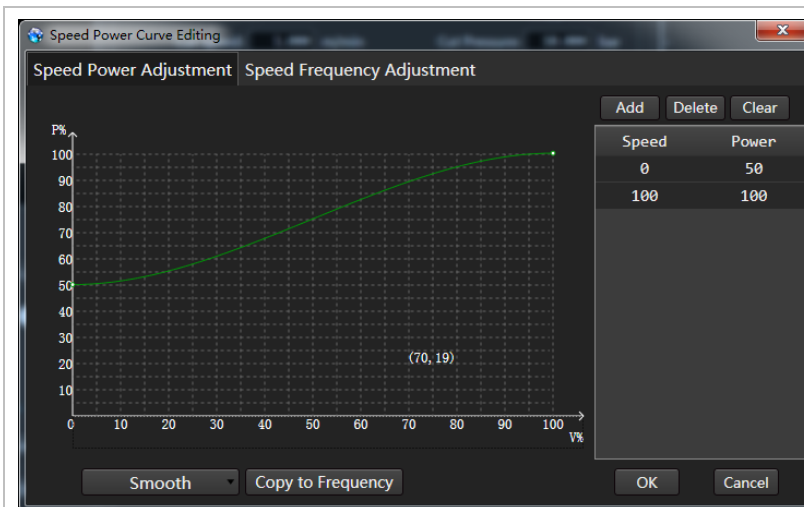 Speed Power Curve Editing
Speed Power Adjustment Speed Frequency Adjustment
Add Delete Clear
Speed Power
0 50
100 100
P%
100
90
80
70
60
50
40
30
20
10
(70, 19)
0 10 20 30 40 50 60 70 80 90 100
V%
Smooth Copy to Frequency OK Cancel